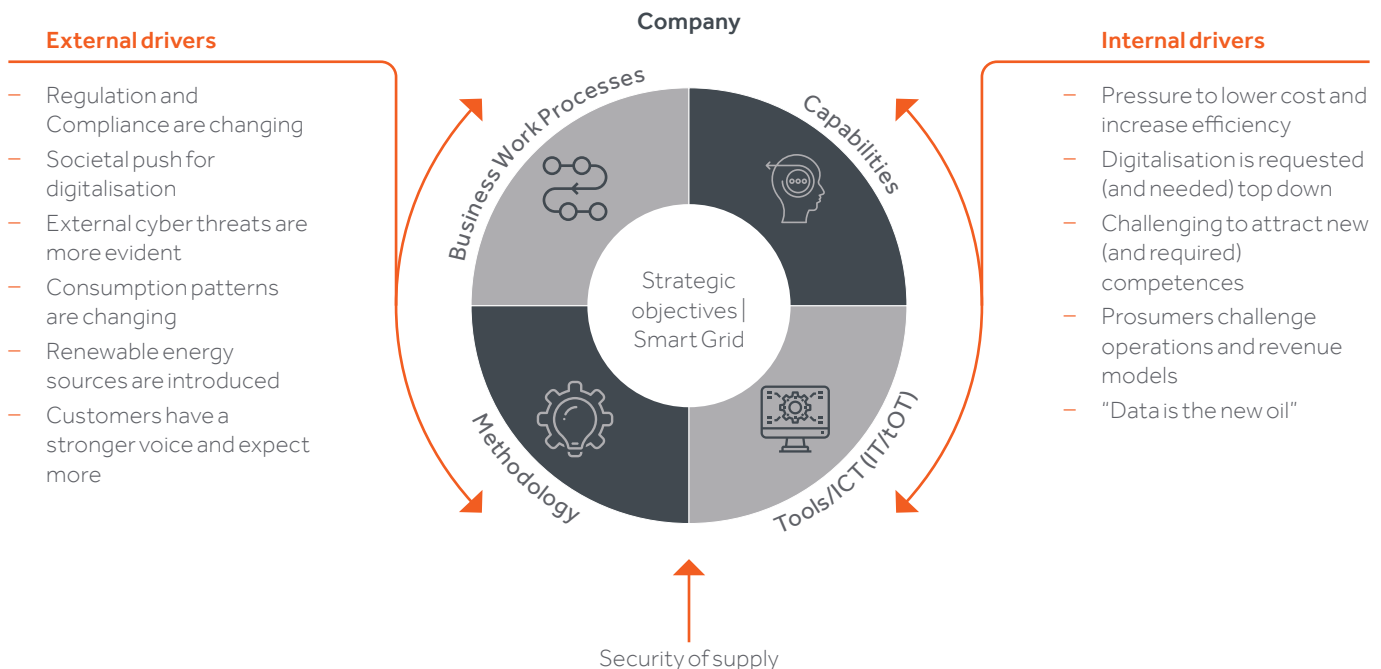 Company
External drivers
– Regulation and
Compliance are changing
– Societal push for
digitalisation
– External cyber threats are
more evident
– Consumption patterns
are changing
– Renewable energy
sources are introduced
– Customers have a
stronger voice and expect
more
Business Work Processes
Capabilities
Strategic
objectives |
Smart Grid
Methodology
Tools/ICT (IT/tOT)
Internal drivers
– Pressure to lower cost and
increase efficiency
– Digitalisation is requested
(and needed) top down
– Challenging to attract new
(and required)
competences
– Prosumers challenge
operations and revenue
models
– “Data is the new oil”
Security of supply